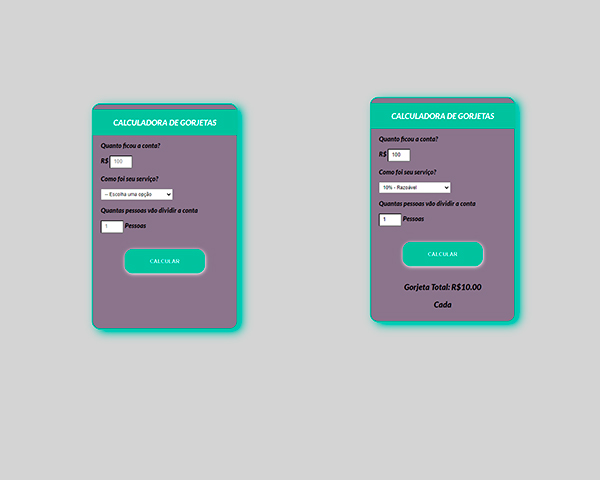 CALCULADORA DE GORJETAS
Quanto ficou a conta?
R$ 100
Como foi seu serviço?
-- Escolha uma opção
Quantas pessoas vão dividir a conta
1 Pessoas
CALCULAR
CALCULADORA DE GORJETAS
Quanto ficou a conta?
R$ 100
Como foi seu serviço?
10% - Razoável
Quantas pessoas vão dividir a conta
1 Pessoas
CALCULAR
Gorjeta Total: R$10.00
Cada